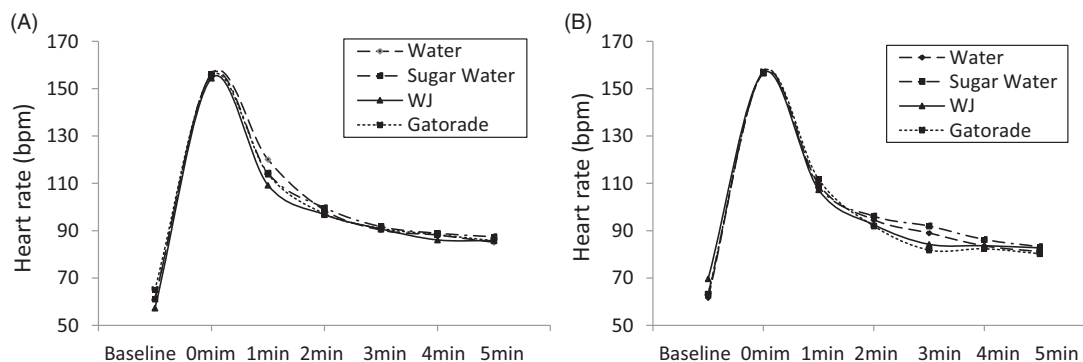 (A)
170
150
130
110
90
70
50
Heart rate (bpm)
Water
Sugar Water
WJ
Gatorade
Baseline 0mim 1min 2min 3min 4min 5min
(B)
170
150
130
110
90
70
50
Heart rate (bpm)
Water
Sugar Water
WJ
Gatorade
Baseline 0mim 1min 2min 3min 4min 5min